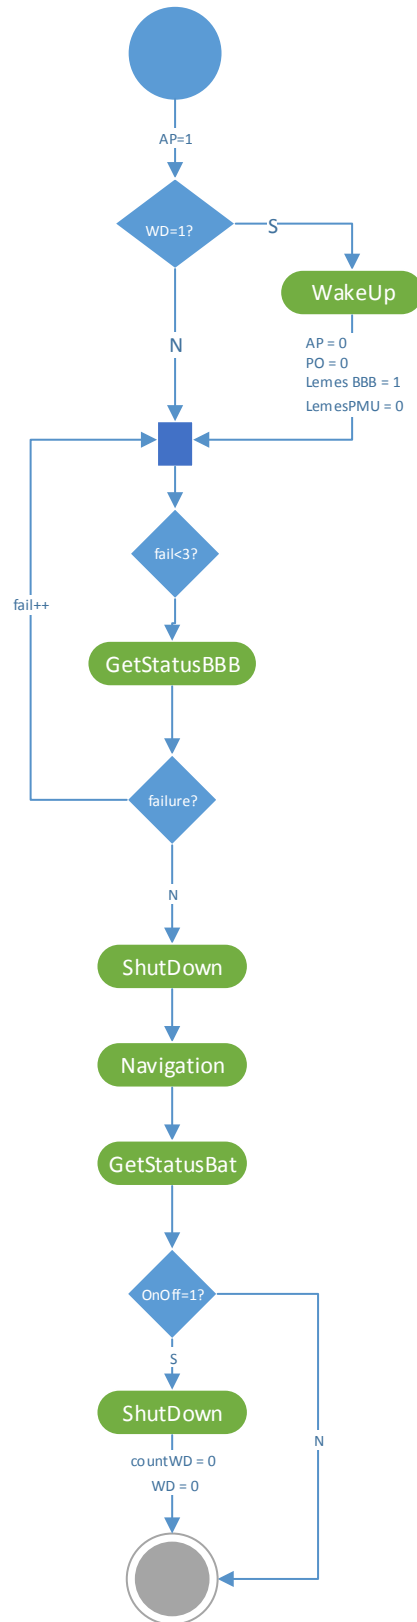 AP=1
WD=1?
S
WakeUp
AP = 0
PO = 0
Lemes BBB = 1
LemesPMU = 0
N
fail<3?
fail++
GetStatusBBB
failure?
N
ShutDown
Navigation
GetStatusBat
OnOff=1?
S
N
ShutDown
countWD = 0
WD = 0